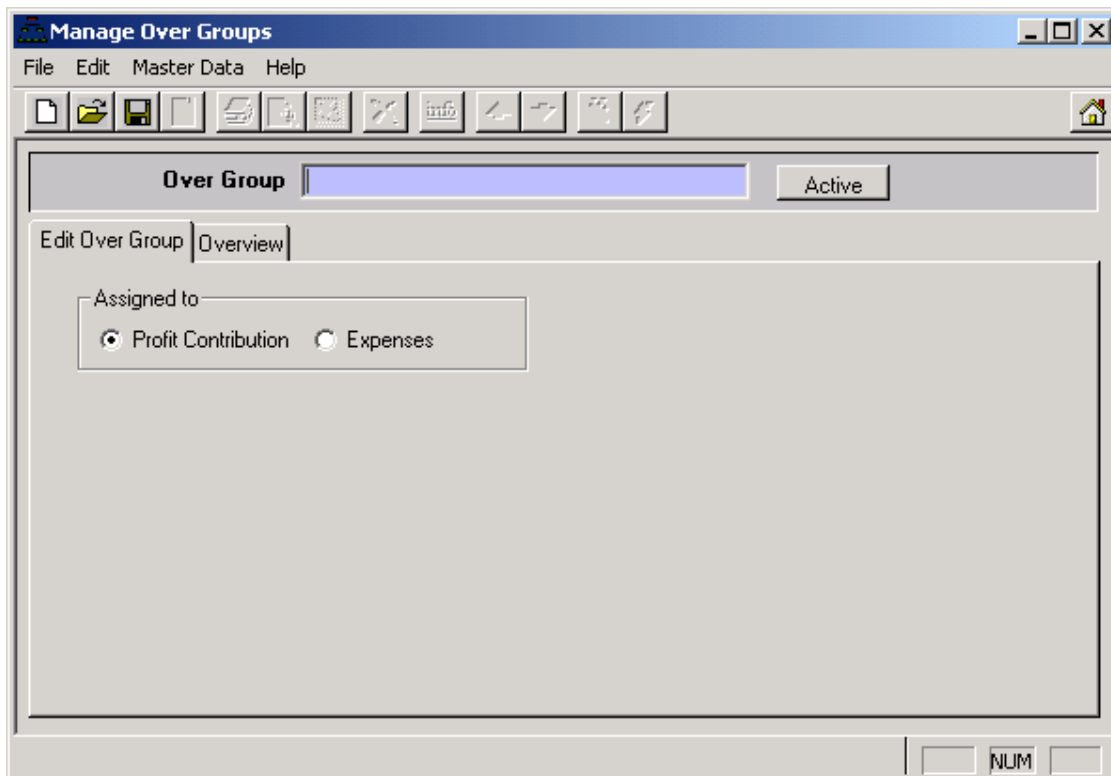 Manage Over Groups
File Edit Master Data Help
info
Over Group Active
Edit Over Group Overview
Assigned to
Profit Contribution Expenses
NUM